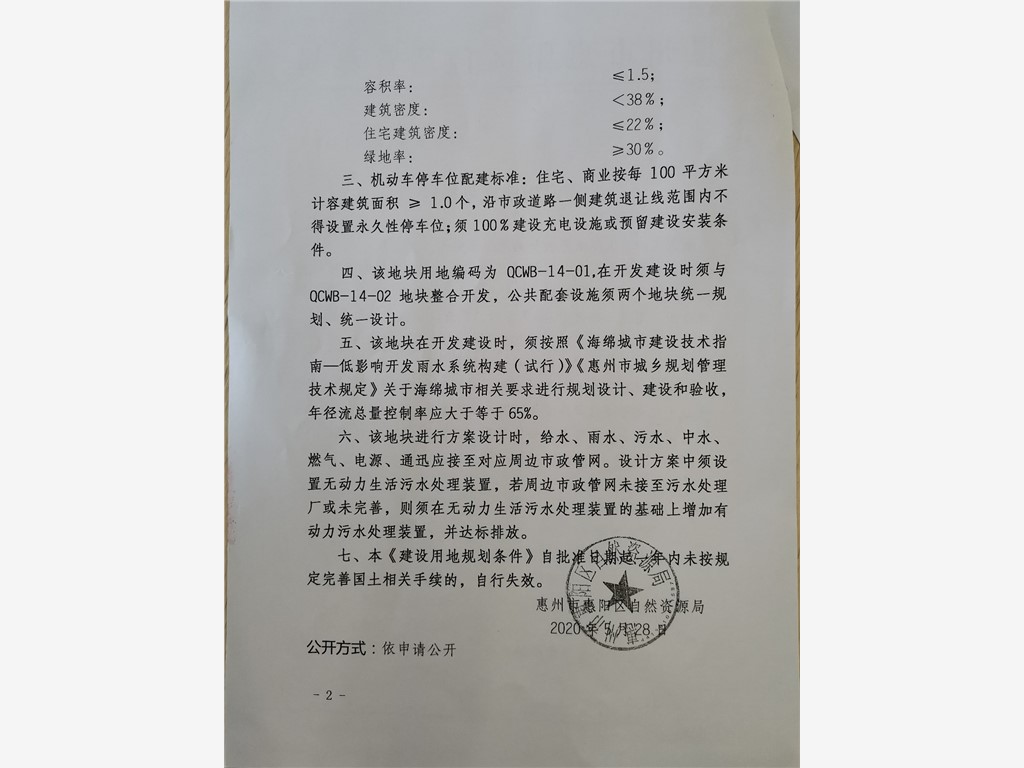 容积率： ≤1.5；
建筑密度： ＜38％；
住宅建筑密度： ≤22％；
绿地率： ≥30％。
三、机动车停车位配建标准：住宅、商业按每 100 平方米
计容建筑面积 ≥ 1.0个，沿市政道路一侧建筑退让线范围内不
得设置永久性停车位；须100％建设充电设施或预留建设安装条
件。
四、该地块用地编码为 QCWB-14-01,在开发建设时须与
QCWB-14-02 地块整合开发，公共配套设施须两个地块统一规
划、统一设计。
五、该地块在开发建设时，须按照《海绵城市建设技术指
南—低影响开发雨水系统构建（试行）》《惠州市城乡规划管理
技术规定》关于海绵城市相关要求进行规划设计、建设和验收，
年径流总量控制率应大于等于65%。
六、该地块进行方案设计时，给水、雨水、污水、中水、
燃气、电源、通迅应接至对应周边市政管网。设计方案中须设
置无动力生活污水处理装置，若周边市政管网未接至污水处理
厂或未完善，则须在无动力生活污水处理装置的基础上增加有
动力污水处理装置，并达标排放。
七、本《建设用地规划条件》自批准日期起 年内未按规
定完善国土相关手续的，自行失效。
惠州市惠阳区自然资源局
2020年5月28日
公开方式：依申请公开
- 2 -